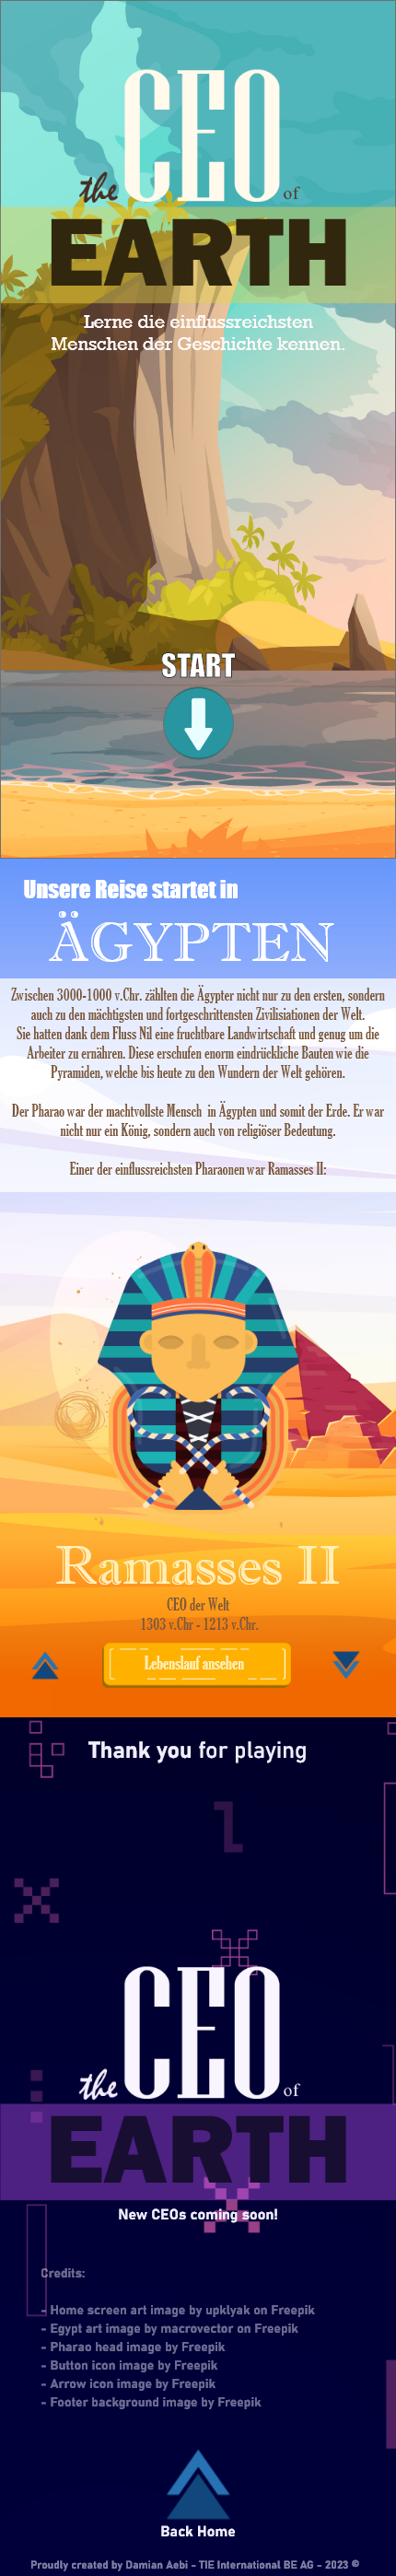 the CEO of
EARTH
Lerne die einflussreichsten
Menschen der Geschichte kennen.
START
Unsere Reise startet in
ÄGYPTEN
Zwischen 3000-1000 v.Chr. zählten die Ägypter nicht nur zu den ersten, sondern
auch zu den mächtigsten und fortgeschrittensten Zivilisiationen der Welt.
Sie hatten dank dem Fluss Nil eine fruchtbare Landwirtschaft und genug um die
Arbeiter zu ernähren. Diese erschufen enorm eindrückliche Bauten wie die
Pyramiden, welche bis heute zu den Wundern der Welt gehören.
Der Pharao war der machtvollste Mensch in Ägypten und somit der Erde. Er war
nicht nur ein König, sondern auch von religiöser Bedeutung.
Einer der einflussreichsten Pharaonen war Ramasses II:
Ramasses II
CEO der Welt
1303 v.Chr - 1213 v.Chr.
Lebenslauf ansehen
Thank you for playing
the CEO of
EARTH
New CEOs coming soon!
Credits:
- Home screen art image by upklyak on Freepik
- Egypt art image by macrovector on Freepik
- Pharao head image by Freepik
- Button icon image by Freepik
- Arrow icon image by Freepik
- Footer background image by Freepik
Back Home
Proudly created by Damian Aebi - TIE International BE AG - 2023 ©